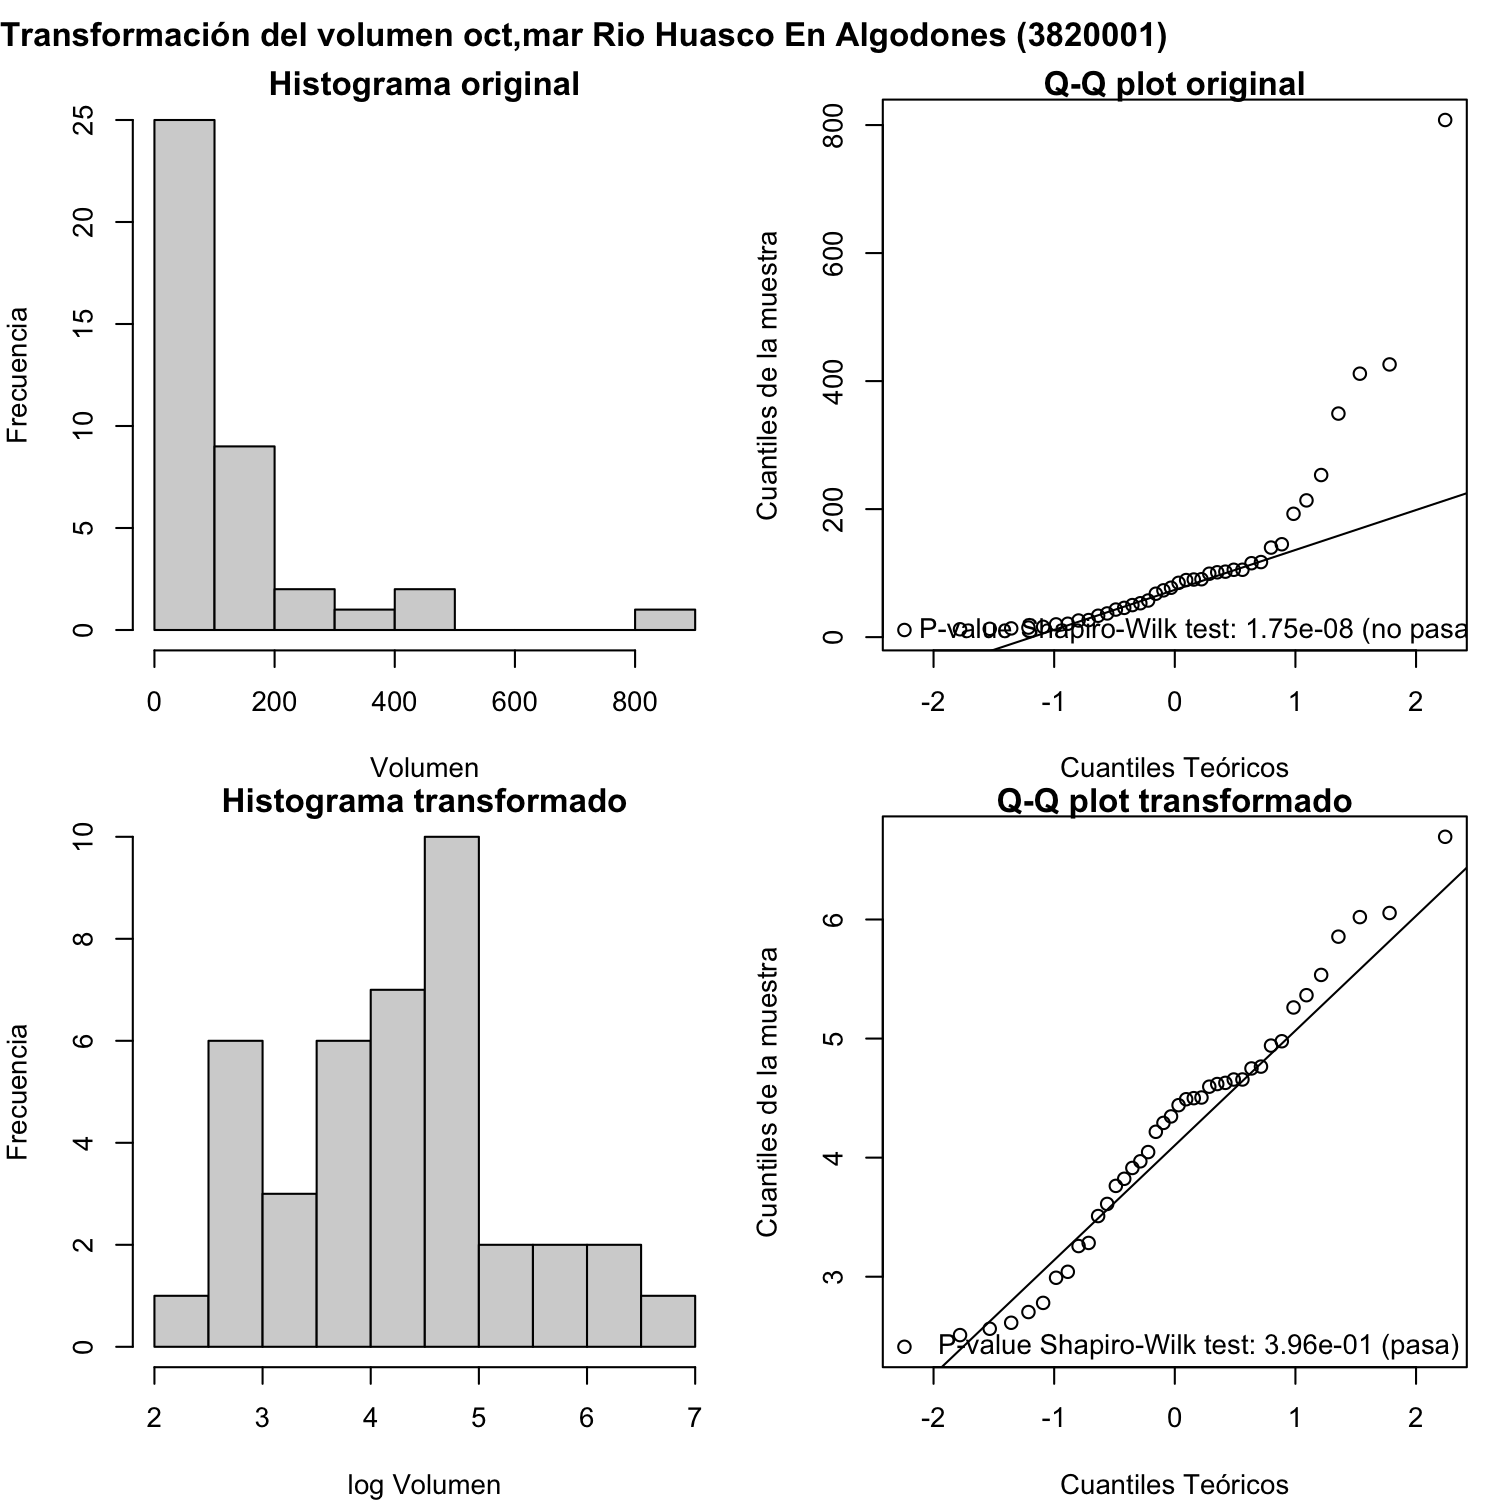 Transformación del volumen oct,mar Rio Huasco En Algodones (3820001)
Histograma original
Frecuencia
0 5 10 15 20 25
0 200 400 600 800
Volumen
Q-Q plot original
Cuantiles de la muestra
0 200 400 600 800
P-value Shapiro-Wilk test: 1.75e-08 (no pasa
-2 -1 0 1 2
Cuantiles Teóricos
Histograma transformado
Frecuencia
0 2 4 6 8 10
2 3 4 5 6 7
log Volumen
Q-Q plot transformado
Cuantiles de la muestra
3 4 5 6
P-value Shapiro-Wilk test: 3.96e-01 (pasa)
-2 -1 0 1 2
Cuantiles Teóricos